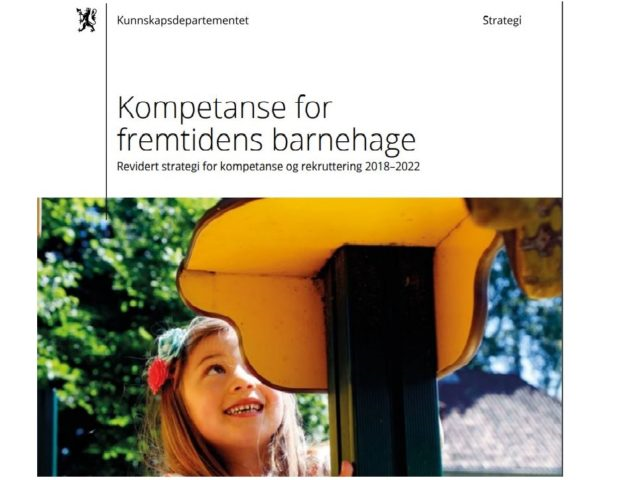 Kunnskapsdepartementet
Strategi
Kompetanse for
fremtidens barnehage
Revidert strategi for kompetanse og rekruttering 2018–2022